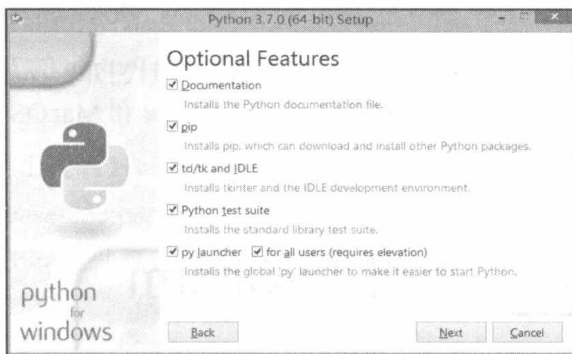 Python 3.7.0 (64-bit) Setup
Optional Features
Documentation
Installs the Python documentation file.
pip
Installs pip, which can download and install other Python packages.
tcl/tk and IDLE
Installs tkinter and the IDLE development environment.
Python test suite
Installs the standard library test suite.
py launcher for all users (requires elevation)
Installs the global 'py' launcher to make it easier to start Python.
python
for
windows
Back Next Cancel